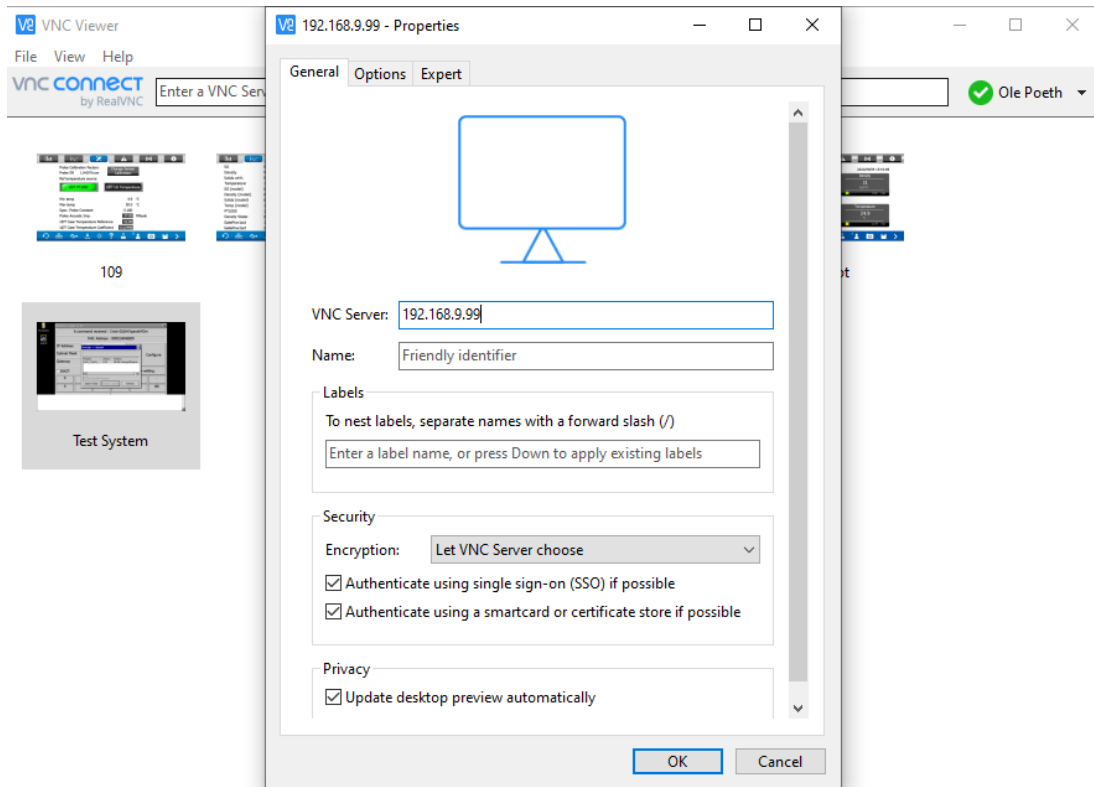 VNC Viewer
File View Help
vnc connect
by RealVNC
Enter a VNC Serv
Ole Poeth
109
Test System
ot
192.168.9.99 - Properties
General Options Expert
VNC Server: 192.168.9.99
Name: Friendly identifier
Labels
To nest labels, separate names with a forward slash (/)
Enter a label name, or press Down to apply existing labels
Security
Encryption: Let VNC Server choose
Authenticate using single sign-on (SSO) if possible
Authenticate using a smartcard or certificate store if possible
Privacy
Update desktop preview automatically
OK Cancel